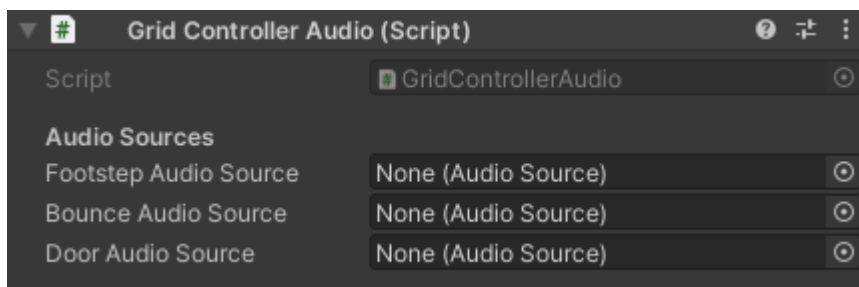 # Grid Controller Audio (Script)
Script # GridControllerAudio
Audio Sources
Footstep Audio Source None (Audio Source)
Bounce Audio Source None (Audio Source)
Door Audio Source None (Audio Source)